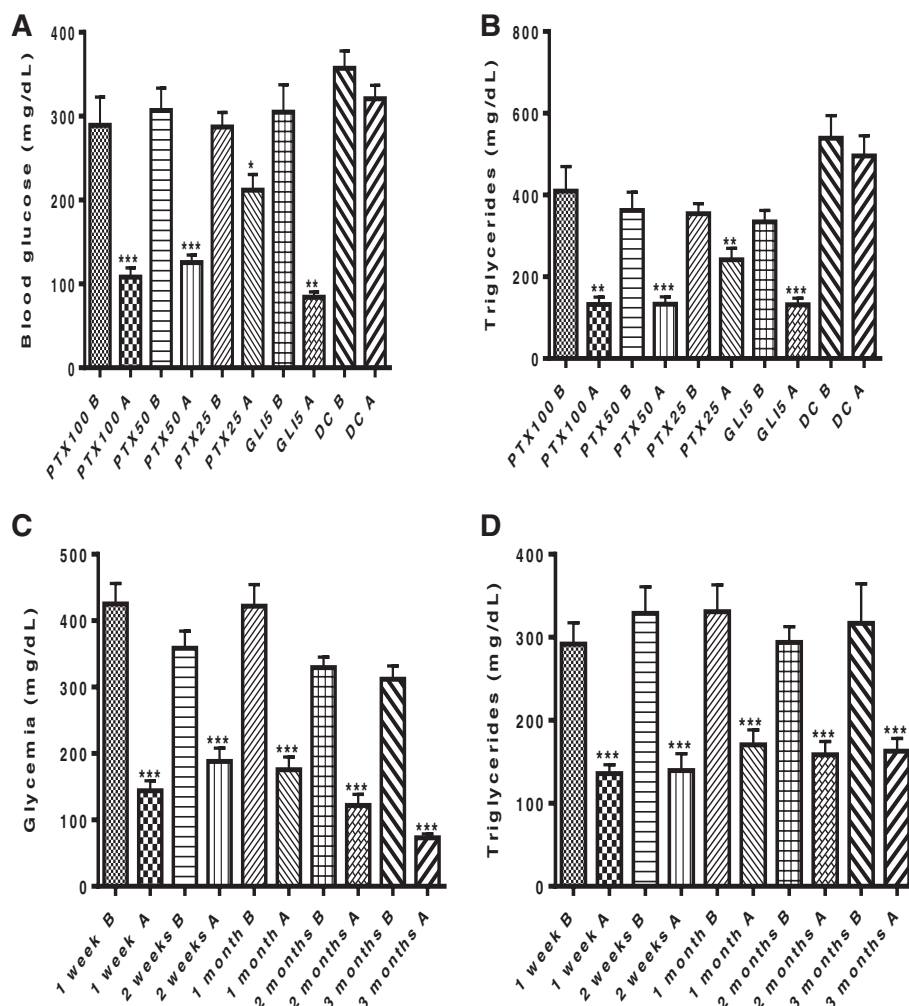 A
Blood glucose (mg/dL)
400
300
200
100
0
***
***
*
**
PTX100 B
PTX100 A
PTX50 B
PTX50 A
PTX25 B
PTX25 A
GLI5 B
GLI5 A
DC B
DC A
B
Triglycerides (mg/dL)
800
600
400
200
0
**
***
**
***
PTX100 B
PTX100 A
PTX50 B
PTX50 A
PTX25 B
PTX25 A
GLI5 B
GLI5 A
DC B
DC A
C
Glycemia (mg/dL)
500
400
300
200
100
0
***
***
***
***
***
1 week B
1 week A
2 weeks B
2 weeks A
1 month B
1 month A
2 months B
2 months A
3 months B
3 months A
D
Triglycerides (mg/dL)
400
300
200
100
0
***
***
***
***
***
1 week B
1 week A
2 weeks B
2 weeks A
1 month B
1 month A
2 months B
2 months A
3 months B
3 months A